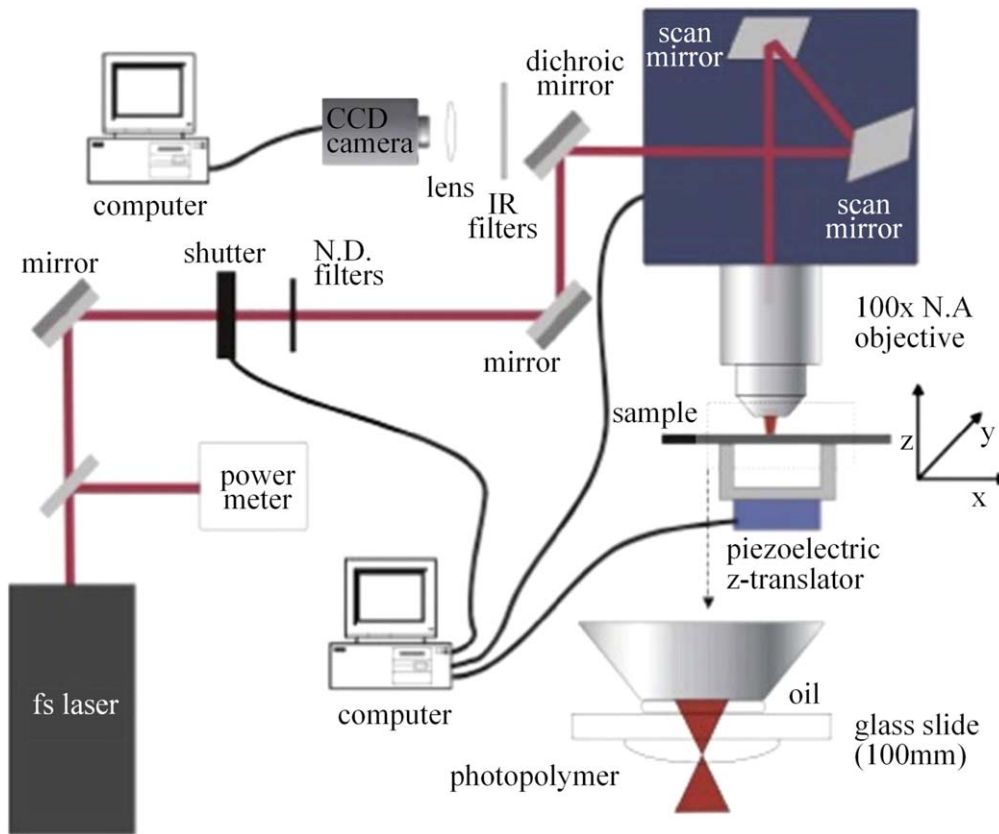 scan
mirror
dichroic
mirror
CCD
camera
lens
IR
filters
scan
mirror
computer
mirror
shutter
N.D.
filters
mirror
100x N.A
objective
sample
z
y
x
power
meter
piezoelectric
z-translator
fs laser
computer
oil
glass slide
(100mm)
photopolymer